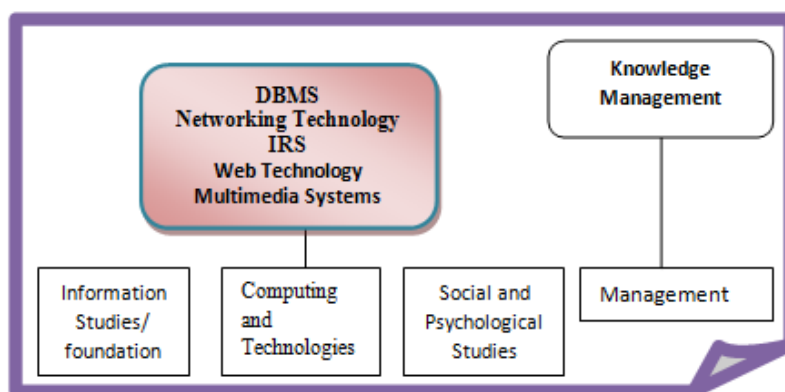 DBMS
Networking Technology
IRS
Web Technology
Multimedia Systems
Knowledge
Management
Information
Studies/
foundation
Computing
and
Technologies
Social and
Psychological
Studies
Management